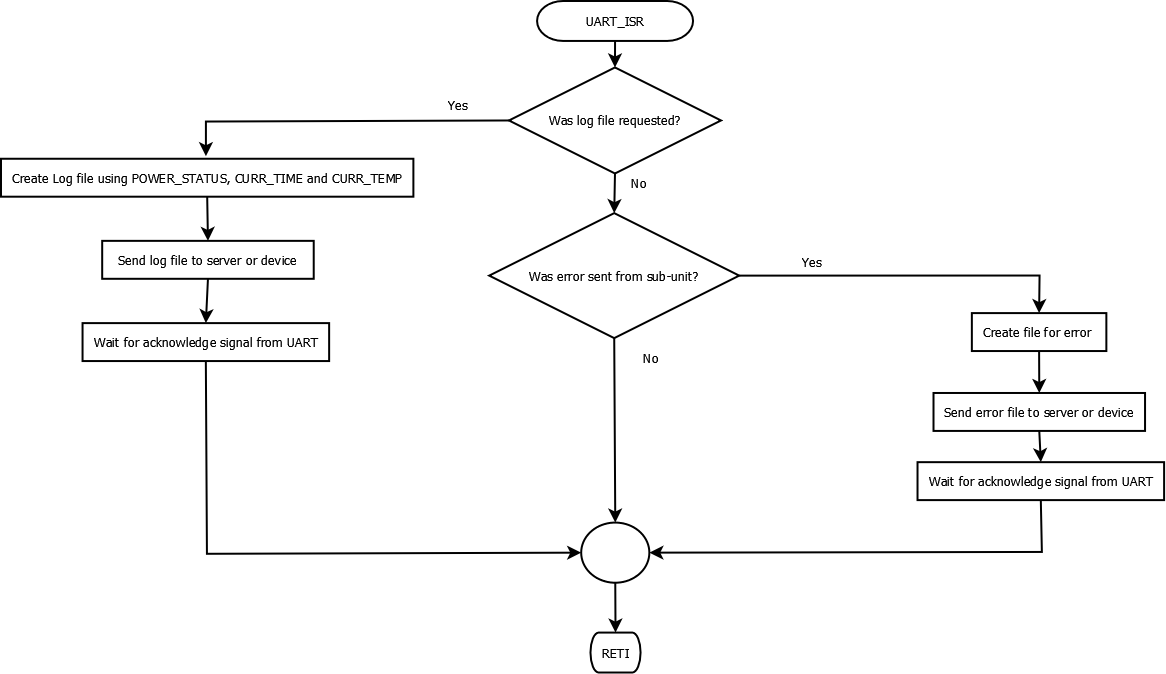 UART_ISR
Yes
Was log file requested?
Create Log file using POWER_STATUS, CURR_TIME and CURR_TEMP
No
Send log file to server or device
Yes
Was error sent from sub-unit?
Create file for error
Wait for acknowledge signal from UART
No
Send error file to server or device
Wait for acknowledge signal from UART
RETI